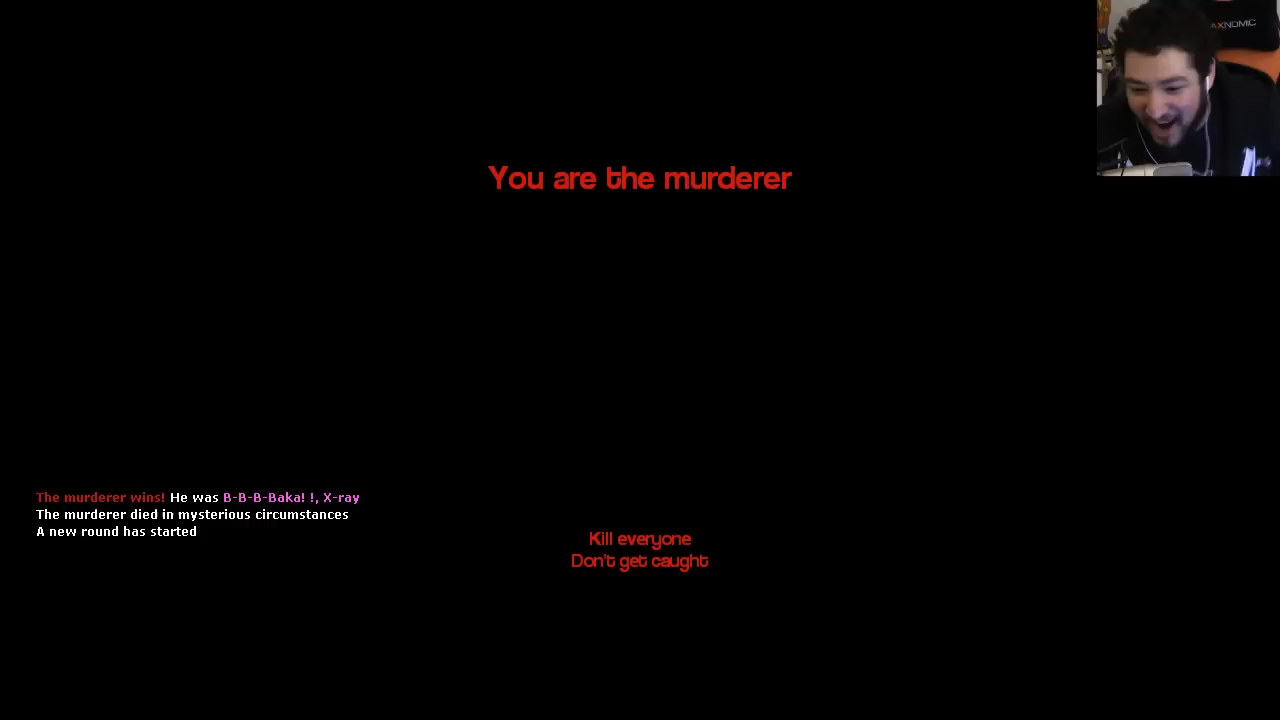 AXNOMIC
You are the murderer
The murderer wins! He was B-B-B-Baka! !, X-ray
The murderer died in mysterious circumstances
A new round has started
Kill everyone
Don't get caught